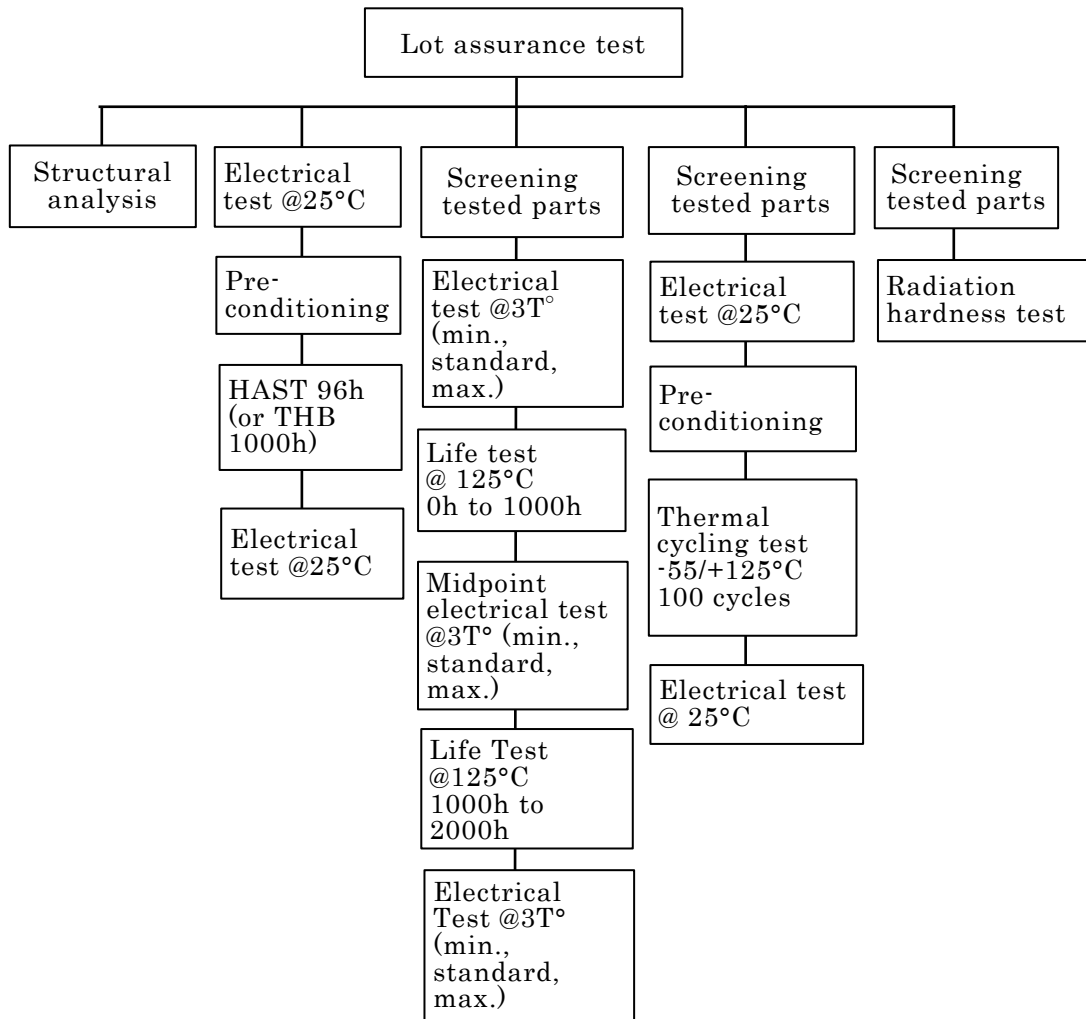 Lot assurance test
Structural
analysis
Electrical
test @25°C
Pre-
conditioning
HAST 96h
(or THB
1000h)
Electrical
test @25°C
Screening
tested parts
Electrical
test @3T°
(min.,
standard,
max.)
Life test
@ 125°C
0h to 1000h
Midpoint
electrical test
@3T° (min.,
standard,
max.)
Life Test
@125°C
1000h to
2000h
Electrical
Test @3T°
(min.,
standard,
max.)
Screening
tested parts
Electrical
test @25°C
Pre-
conditioning
Thermal
cycling test
-55/+125°C
100 cycles
Electrical test
@ 25°C
Screening
tested parts
Radiation
hardness test